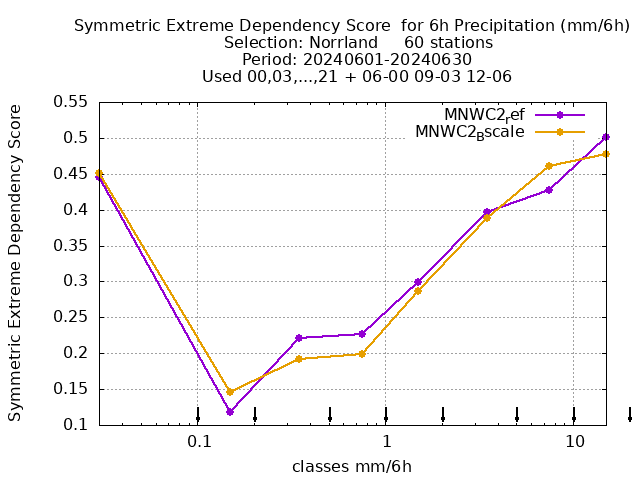 Symmetric Extreme Dependency Score  for 6h Precipitation (mm/6h)
Selection: Norrland     60 stations
Period: 20240601-20240630
Used 00,03,...,21 + 06-00 09-03 12-06
MNWC2ref
MNWC2Bscale
Symmetric Extreme Dependency Score
0.55
0.5
0.45
0.4
0.35
0.3
0.25
0.2
0.15
0.1
0.1 1 10
classes mm/6h